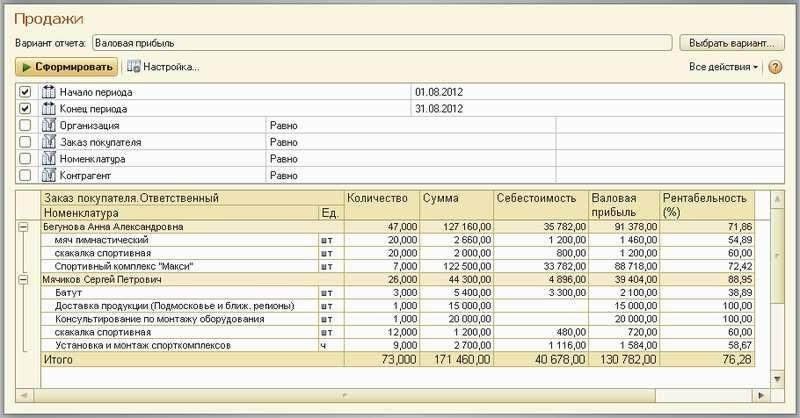 Продажи
Вариант отчета: Валовая прибыль Выбрать вариант...
Сформировать Настройка... Все действия ?
Начало периода 01.08.2012
Конец периода 31.08.2012
Организация Равно
Заказ покупателя Равно
Номенклатура Равно
Контрагент Равно
Заказ покупателя.Ответственный Количество Сумма Себестоимость Валовая прибыль Рентабельность (%)
Номенклатура Ед.
Бегунова Анна Александровна 47,000 127 160,00 35 782,00 91 378,00 71,86
мяч гимнастический шт 20,000 2 660,00 1 200,00 1 460,00 54,89
скакалка спортивная шт 20,000 2 000,00 800,00 1 200,00 60,00
Спортивный комплекс "Макси" шт 7,000 122 500,00 33 782,00 88 718,00 72,42
Мячиков Сергей Петрович 26,000 44 300,00 4 896,00 39 404,00 88,95
Батут шт 3,000 5 400,00 3 300,00 2 100,00 38,89
Доставка продукции (Подмосковье и ближ. регионы) шт 1,000 15 000,00 15 000,00 100,00
Консультирование по монтажу оборудования шт 1,000 20 000,00 20 000,00 100,00
скакалка спортивная шт 12,000 1 200,00 480,00 720,00 60,00
Установка и монтаж спорткомплексов ч 9,000 2 700,00 1 116,00 1 584,00 58,67
Итого 73,000 171 460,00 40 678,00 130 782,00 76,28